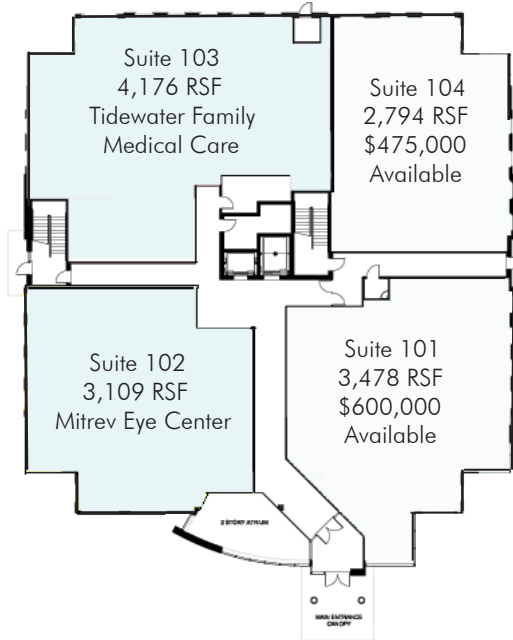 Suite 103
4,176 RSF
Tidewater Family
Medical Care
Suite 104
2,794 RSF
$475,000
Available
Suite 102
3,109 RSF
Mitrev Eye Center
Suite 101
3,478 RSF
$600,000
Available
2 STORY ATRIUM
MAIN ENTRANCE
CANOPY